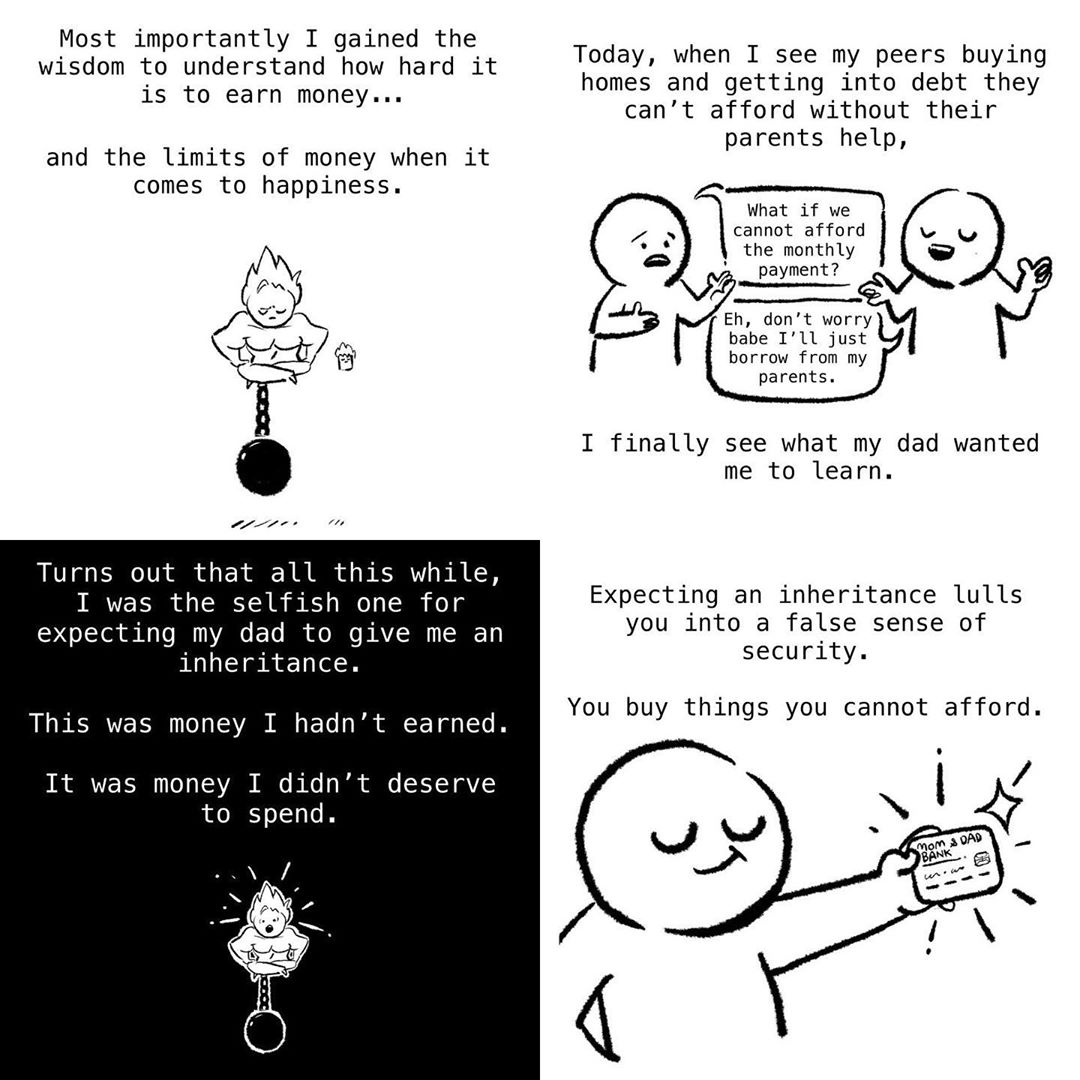 Most importantly I gained the
wisdom to understand how hard it
is to earn money...
and the limits of money when it
comes to happiness.
Today, when I see my peers buying
homes and getting into debt they
can't afford without their
parents help,
What if we
cannot afford
the monthly
payment?
Eh, don't worry
babe I'll just
borrow from my
parents.
I finally see what my dad wanted
me to learn.
Turns out that all this while,
I was the selfish one for
expecting my dad to give me an
inheritance.
This was money I hadn't earned.
It was money I didn't deserve
to spend.
Expecting an inheritance lulls
you into a false sense of
security.
You buy things you cannot afford.
MOM & DAD
BANK